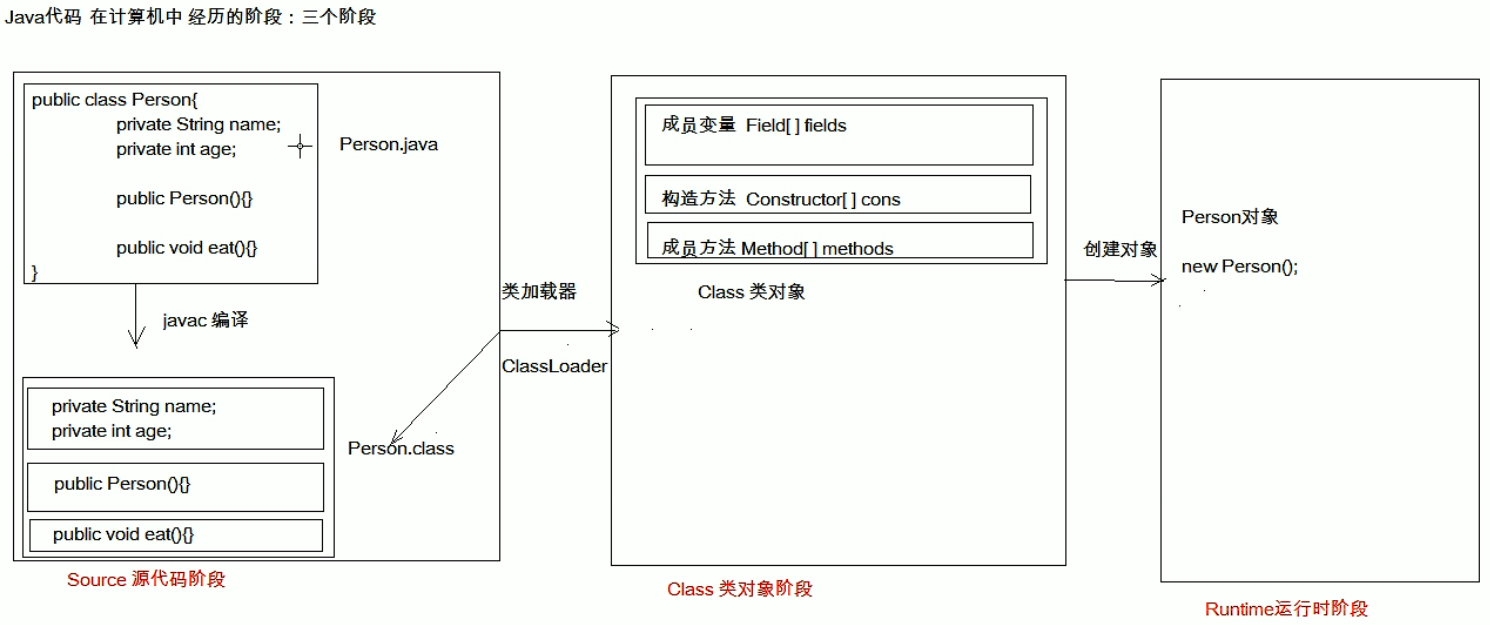 Java代码 在计算机中 经历的阶段：三个阶段
public class Person{
private String name;
private int age;
public Person(){}
public void eat(){}
}
Person.java
javac 编译
private String name;
private int age;
public Person(){}
public void eat(){}
Person.class
Source 源代码阶段
类加载器
ClassLoader
成员变量 Field[ ] fields
构造方法 Constructor[ ] cons
成员方法 Method[ ] methods
Class 类对象
Class 类对象阶段
创建对象
Person对象
new Person();
Runtime运行时阶段